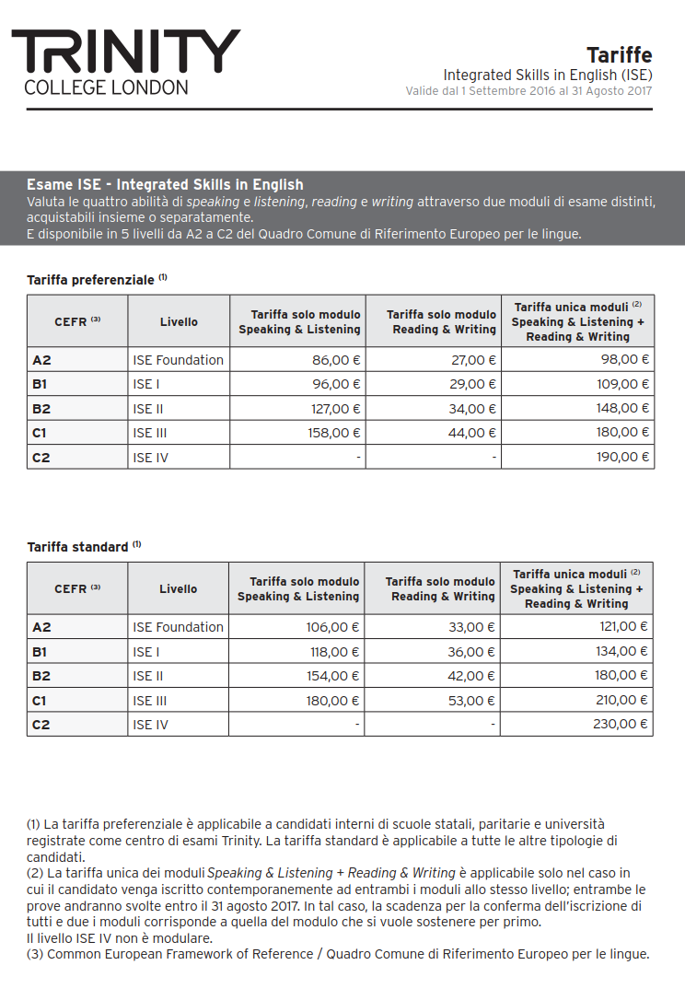 TRINITY
COLLEGE LONDON
Tariffe
Integrated Skills in English (ISE)
Valide dal 1 Settembre 2016 al 31 Agosto 2017
Esame ISE - Integrated Skills in English
Valuta le quattro abilità di speaking e listening, reading e writing attraverso due moduli di esame distinti,
acquistabili insieme o separatamente.
E disponibile in 5 livelli da A2 a C2 del Quadro Comune di Riferimento Europeo per le lingue.
Tariffa preferenziale (1)
CEFR (3) Livello Tariffa solo modulo Speaking & Listening Tariffa solo modulo Reading & Writing Tariffa unica moduli (2) Speaking & Listening + Reading & Writing
A2 ISE Foundation 86,00 € 27,00 € 98,00 €
B1 ISE I 96,00 € 29,00 € 109,00 €
B2 ISE II 127,00 € 34,00 € 148,00 €
C1 ISE III 158,00 € 44,00 € 180,00 €
C2 ISE IV - - 190,00 €
Tariffa standard (1)
CEFR (3) Livello Tariffa solo modulo Speaking & Listening Tariffa solo modulo Reading & Writing Tariffa unica moduli (2) Speaking & Listening + Reading & Writing
A2 ISE Foundation 106,00 € 33,00 € 121,00 €
B1 ISE I 118,00 € 36,00 € 134,00 €
B2 ISE II 154,00 € 42,00 € 180,00 €
C1 ISE III 180,00 € 53,00 € 210,00 €
C2 ISE IV - - 230,00 €
(1) La tariffa preferenziale è applicabile a candidati interni di scuole statali, paritarie e università
registrate come centro di esami Trinity. La tariffa standard è applicabile a tutte le altre tipologie di
candidati.
(2) La tariffa unica dei moduli Speaking & Listening + Reading & Writing è applicabile solo nel caso in
cui il candidato venga iscritto contemporanemente ad entrambi i moduli allo stesso livello; entrambe le
prove andranno svolte entro il 31 agosto 2017. In tal caso, la scadenza per la conferma dell'iscrizione di
tutti e due i moduli corrisponde a quella del modulo che si vuole sostenere per primo.
Il livello ISE IV non è modulare.
(3) Common European Framework of Reference / Quadro Comune di Riferimento Europeo per le lingue.